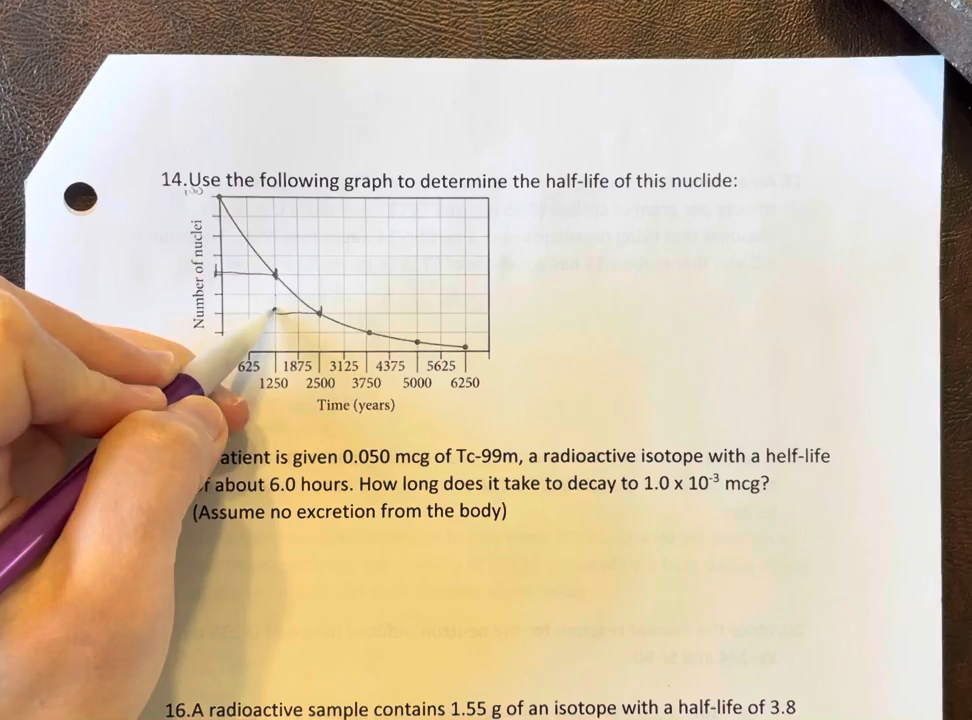 14.Use the following graph to determine the half-life of this nuclide:
100
Number of nuclei
625 1875 3125 4375 5625
1250 2500 3750 5000 6250
Time (years)
atient is given 0.050 mcg of Tc-99m, a radioactive isotope with a helf-life
f about 6.0 hours. How long does it take to decay to 1.0 x 10⁻³ mcg?
(Assume no excretion from the body)
16.A radioactive sample contains 1.55 g of an isotope with a half-life of 3.8